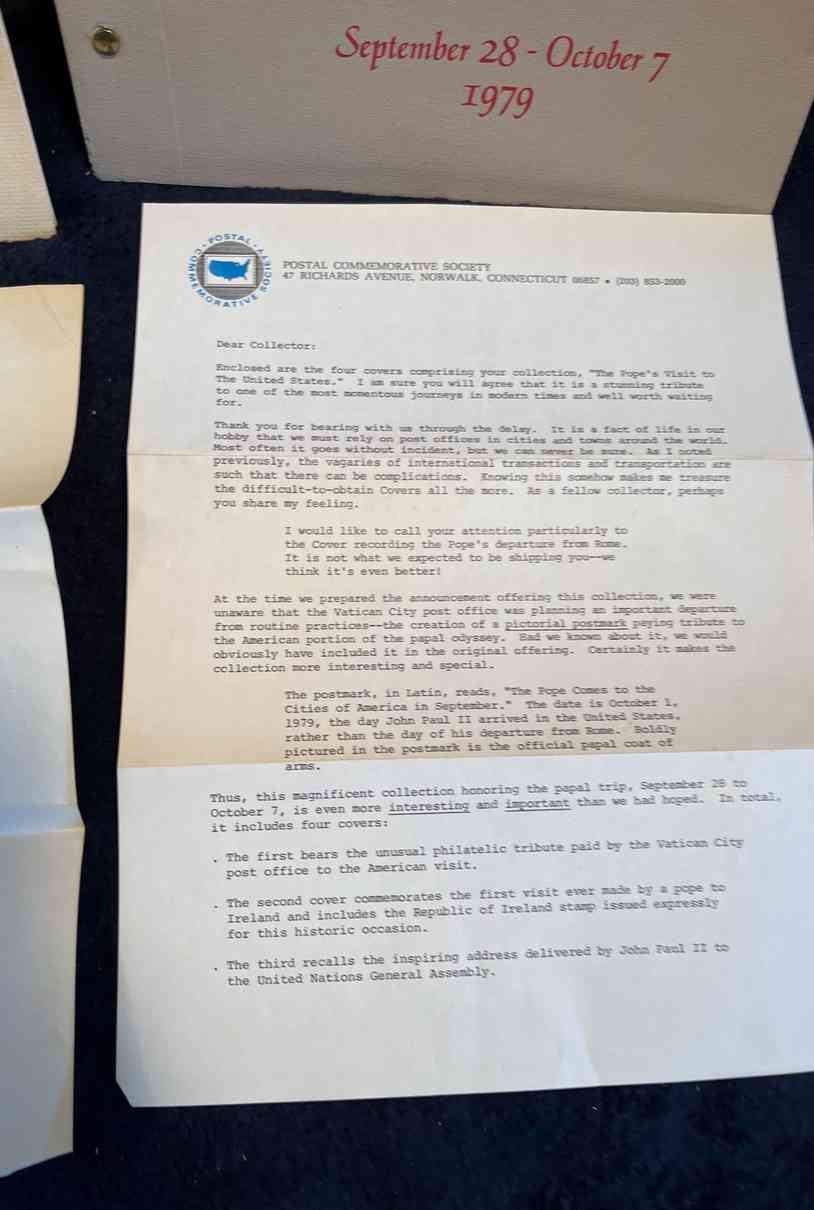 September 28 - October 7
1979
POSTAL COMMEMORATIVE SOCIETY
POSTAL COMMEMORATIVE SOCIETY
47 RICHARDS AVENUE, NORWALK, CONNECTICUT 06857 • (203) 853-2000
Dear Collector:
Enclosed are the four covers comprising your collection, "The Pope's Visit to
The United States." I am sure you will agree that it is a stunning tribute
to one of the most momentous journeys in modern times and well worth waiting
for.
Thank you for bearing with us through the delay. It is a fact of life in our
hobby that we must rely on post offices in cities and towns around the world.
Most often it goes without incident, but we can never be sure. As I noted
previously, the vagaries of international transactions and transportation are
such that there can be complications. Knowing this somehow makes me treasure
the difficult-to-obtain Covers all the more. As a fellow collector, perhaps
you share my feeling.
I would like to call your attention particularly to
the Cover recording the Pope's departure from Rome.
It is not what we expected to be shipping you--we
think it's even better!
At the time we prepared the announcement offering this collection, we were
unaware that the Vatican City post office was planning an important departure
from routine practices--the creation of a pictorial postmark paying tribute to
the American portion of the papal odyssey. Had we known about it, we would
obviously have included it in the original offering. Certainly it makes the
collection more interesting and special.
The postmark, in Latin, reads, "The Pope Comes to the
Cities of America in September." The date is October 1,
1979, the day John Paul II arrived in the United States,
rather than the day of his departure from Rome. Boldly
pictured in the postmark is the official papal coat of
arms.
Thus, this magnificent collection honoring the papal trip, September 28 to
October 7, is even more interesting and important than we had hoped. In total,
it includes four covers:
. The first bears the unusual philatelic tribute paid by the Vatican City
post office to the American visit.
. The second cover commemorates the first visit ever made by a pope to
Ireland and includes the Republic of Ireland stamp issued expressly
for this historic occasion.
. The third recalls the inspiring address delivered by John Paul II to
the United Nations General Assembly.